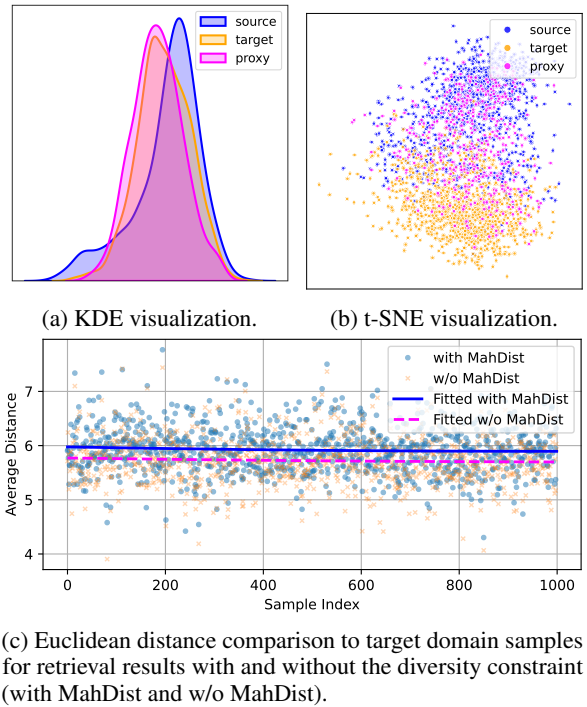 source
target
proxy
source
target
proxy
(a) KDE visualization.
(b) t-SNE visualization.
with MahDist
w/o MahDist
Fitted with MahDist
Fitted w/o MahDist
7
6
5
4
Average Distance
0
200
400
600
800
1000
Sample Index
(c) Euclidean distance comparison to target domain samples
for retrieval results with and without the diversity constraint
(with MahDist and w/o MahDist).